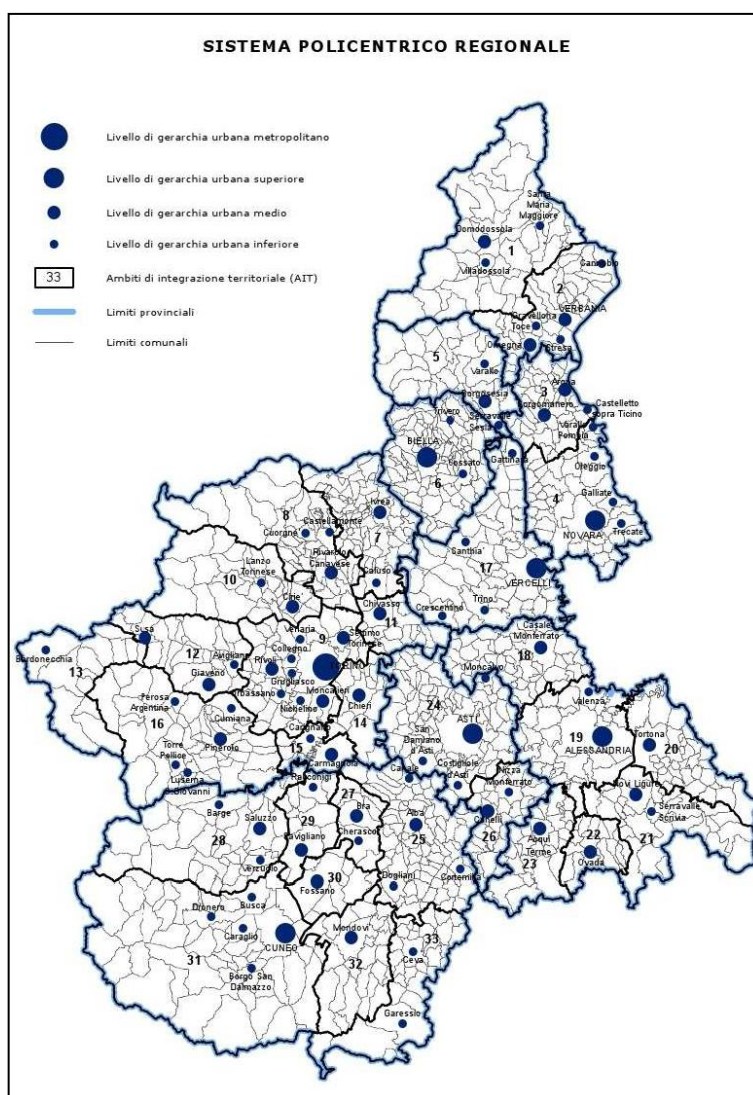 SISTEMA POLICENTRICO REGIONALE
Livello di gerarchia urbana metropolitano
Livello di gerarchia urbana superiore
Livello di gerarchia urbana medio
Livello di gerarchia urbana inferiore
33 Ambiti di integrazione territoriale (AIT)
Limiti provinciali
Limiti comunali
Santa
Maria
Maggiore
Domodossola
1
Villadossola
Cannobio
2
Gravellona
Toce
VERBANIA
Omegna
Stresa
5
Varallo
3
Arona
Borgosesia
Borgomanero
Castelletto
sopra Ticino
Trivero
Serravalle
Sesia
Varallo
Pombia
BIELLA
Cossato
Gattinara
Oleggio
6
4
Galliate
NOVARA
Trecate
8
Ivrea
Castellamonte
Cuorgne'
7
Santhia'
17
VERCELLI
10
Lanzo
Torinese
Rivarolo
Canavese
Caluso
Cirie'
Chivasso
11
Crescentino
Trino
Susa
Bardonecchia
13
12
Avigliana
Giaveno
Venaria
9
Settimo
Torinese
Collegno
Rivoli
TORINO
Grugliasco
Orbassano
Moncalieri
Nichelino
Chieri
14
Casale
Monferrato
18
Moncalvo
24
ASTI
San
Damiano
d'Asti
Valenza
19
ALESSANDRIA
Tortona
20
16
Perosa
Argentina
Cumiana
Pinerolo
Torre
Pellice
Luserna
S.Giovanni
15
Carignano
Carmagnola
Canale
Costigliole
d'Asti
Nizza
Monferrato
Canelli
26
Novi Ligure
Serravalle
Scrivia
21
Barge
Saluzzo
28
Verzuolo
Racconigi
29
Savigliano
27
Bra
Cherasco
Alba
25
Acqui
Terme
23
22
Ovada
30
Fossano
Dogliani
Cortemilia
Busca
Dronero
Caraglio
31
CUNEO
Borgo San
Dalmazzo
Mondovi'
32
33
Ceva
Garessio